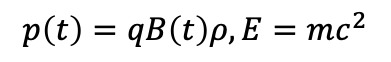 p(t) = qB(t)ρ, E = mc²